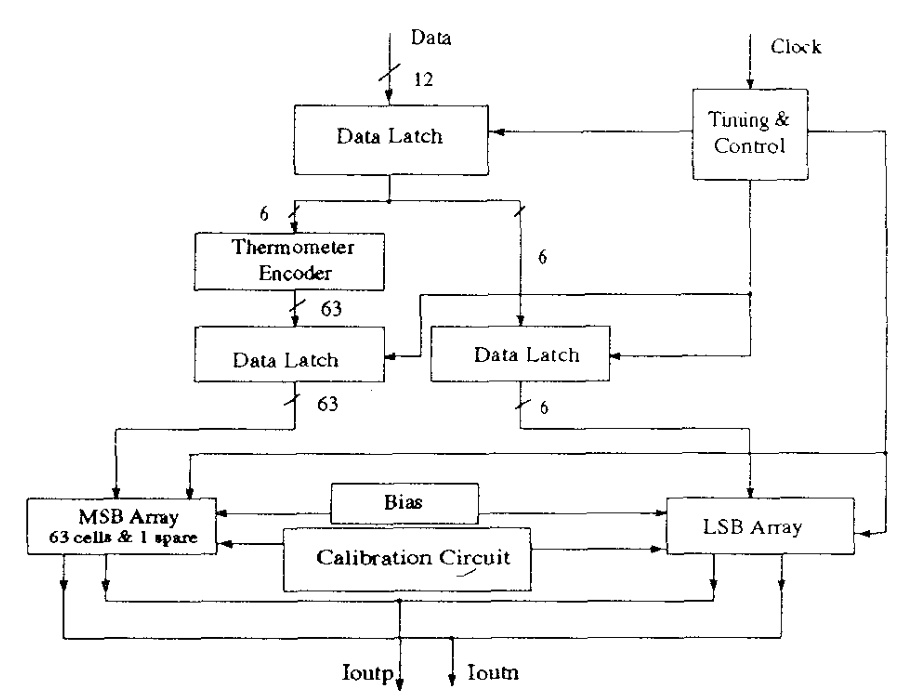 Data
Clock
12
Timing &
Control
Data Latch
6
Thermometer
Encoder
6
63
Data Latch
Data Latch
63
6
Bias
MSB Array
63 cells & 1 spare
LSB Array
Calibration Circuit
Ioutp
Ioutn